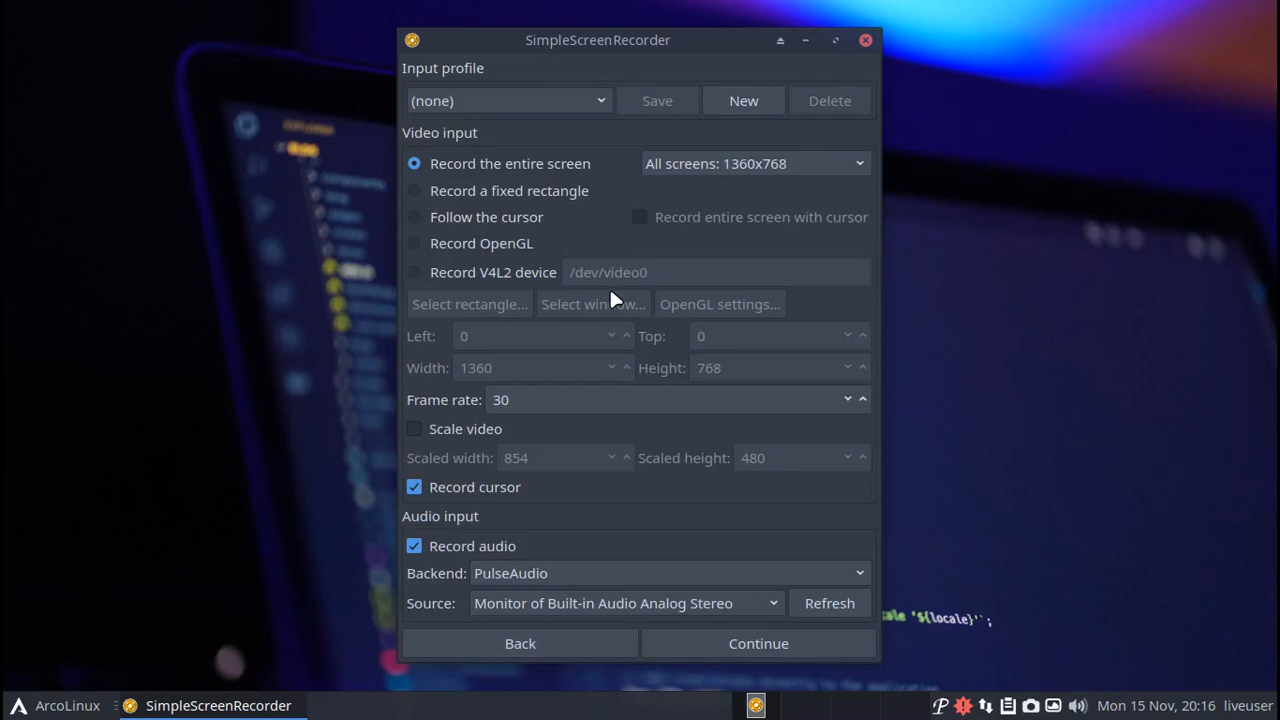 SimpleScreenRecorder
Input profile
(none) Save New Delete
Video input
Record the entire screen All screens: 1360x768
Record a fixed rectangle
Follow the cursor Record entire screen with cursor
Record OpenGL
Record V4L2 device /dev/video0
Select rectangle... Select window... OpenGL settings...
Left: 0 Top: 0
Width: 1360 Height: 768
Frame rate: 30
Scale video
Scaled width: 854 Scaled height: 480
Record cursor
Audio input
Record audio
Backend: PulseAudio
Source: Monitor of Built-in Audio Analog Stereo Refresh
'${locale}'`;
Back Continue
ArcoLinux SimpleScreenRecorder Mon 15 Nov, 20:16 liveuser